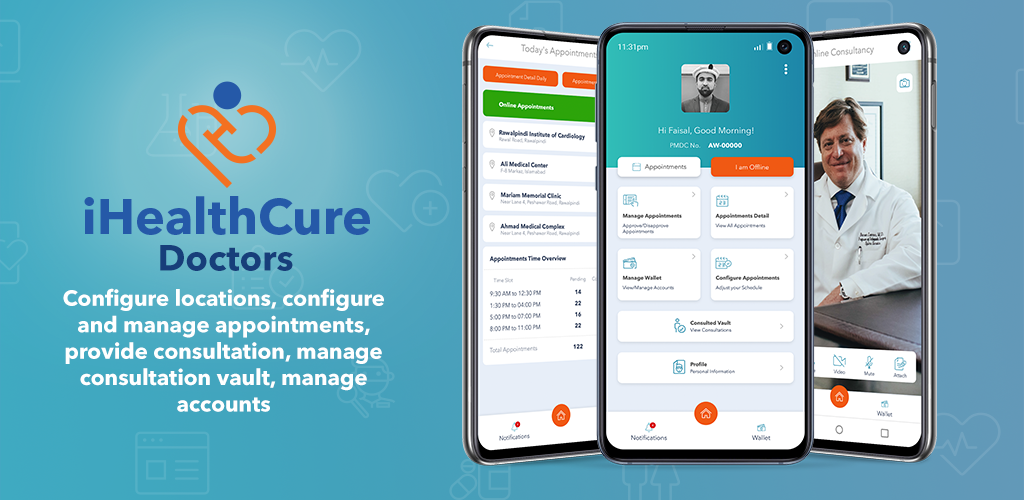 iHealthCure
Doctors
Configure locations, configure
and manage appointments,
provide consultation, manage
consultation vault, manage
accounts
Today's Appointment
Appointment Detail Daily
Appointment
Online Appointments
Rawalpindi Institute of Cardiology
Rawal Road, Rawalpindi
Ali Medical Center
F-8 Markaz, Islamabad
Mariam Memorial Clinic
Near Lane 4, Peshawar Road, Rawalpindi
Ahmad Medical Complex
Near Lane 4, Peshawar Road, Rawalpindi
Appointments Time Overview
Time Slot Pending
9:30 AM to 12:30 PM 14
1:30 PM to 04:00 PM 22
5:00 PM to 07:00 PM 16
8:00 PM to 11:00 PM 22
Total Appointments 122
Notifications
11:31pm
Hi Faisal, Good Morning!
PMDC No. AW-00000
Appointments
I am Offline
Manage Appointments
Approve/Disapprove
Appointments
Appointments Detail
View All Appointments
Manage Wallet
View/Manage Accounts
Configure Appointments
Adjust your Schedule
Consulted Vault
View Consultations
Profile
Personal Information
Notifications
Wallet
nline Consultancy
Video
Mute
Attach
Wallet